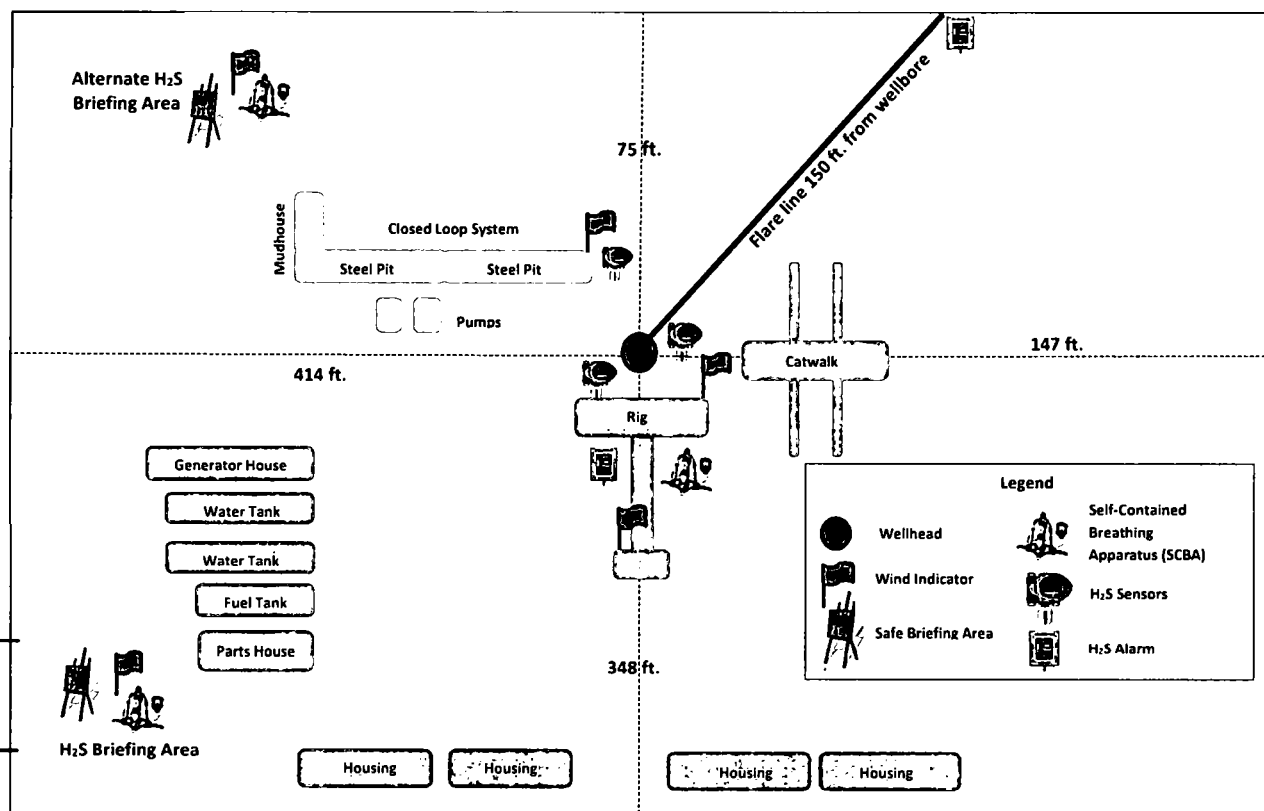 Alternate H₂S
Briefing Area
75 ft.
Flare line 150 ft. from wellbore
Mudhouse
Closed Loop System
Steel Pit
Steel Pit
Pumps
414 ft.
147 ft.
Catwalk
Rig
Generator House
Water Tank
Water Tank
Fuel Tank
Parts House
H₂S Briefing Area
348 ft.
Housing
Housing
Housing
Housing
Legend
Wellhead
Wind Indicator
Safe Briefing Area
Self-Contained
Breathing
Apparatus (SCBA)
H₂S Sensors
H₂S Alarm